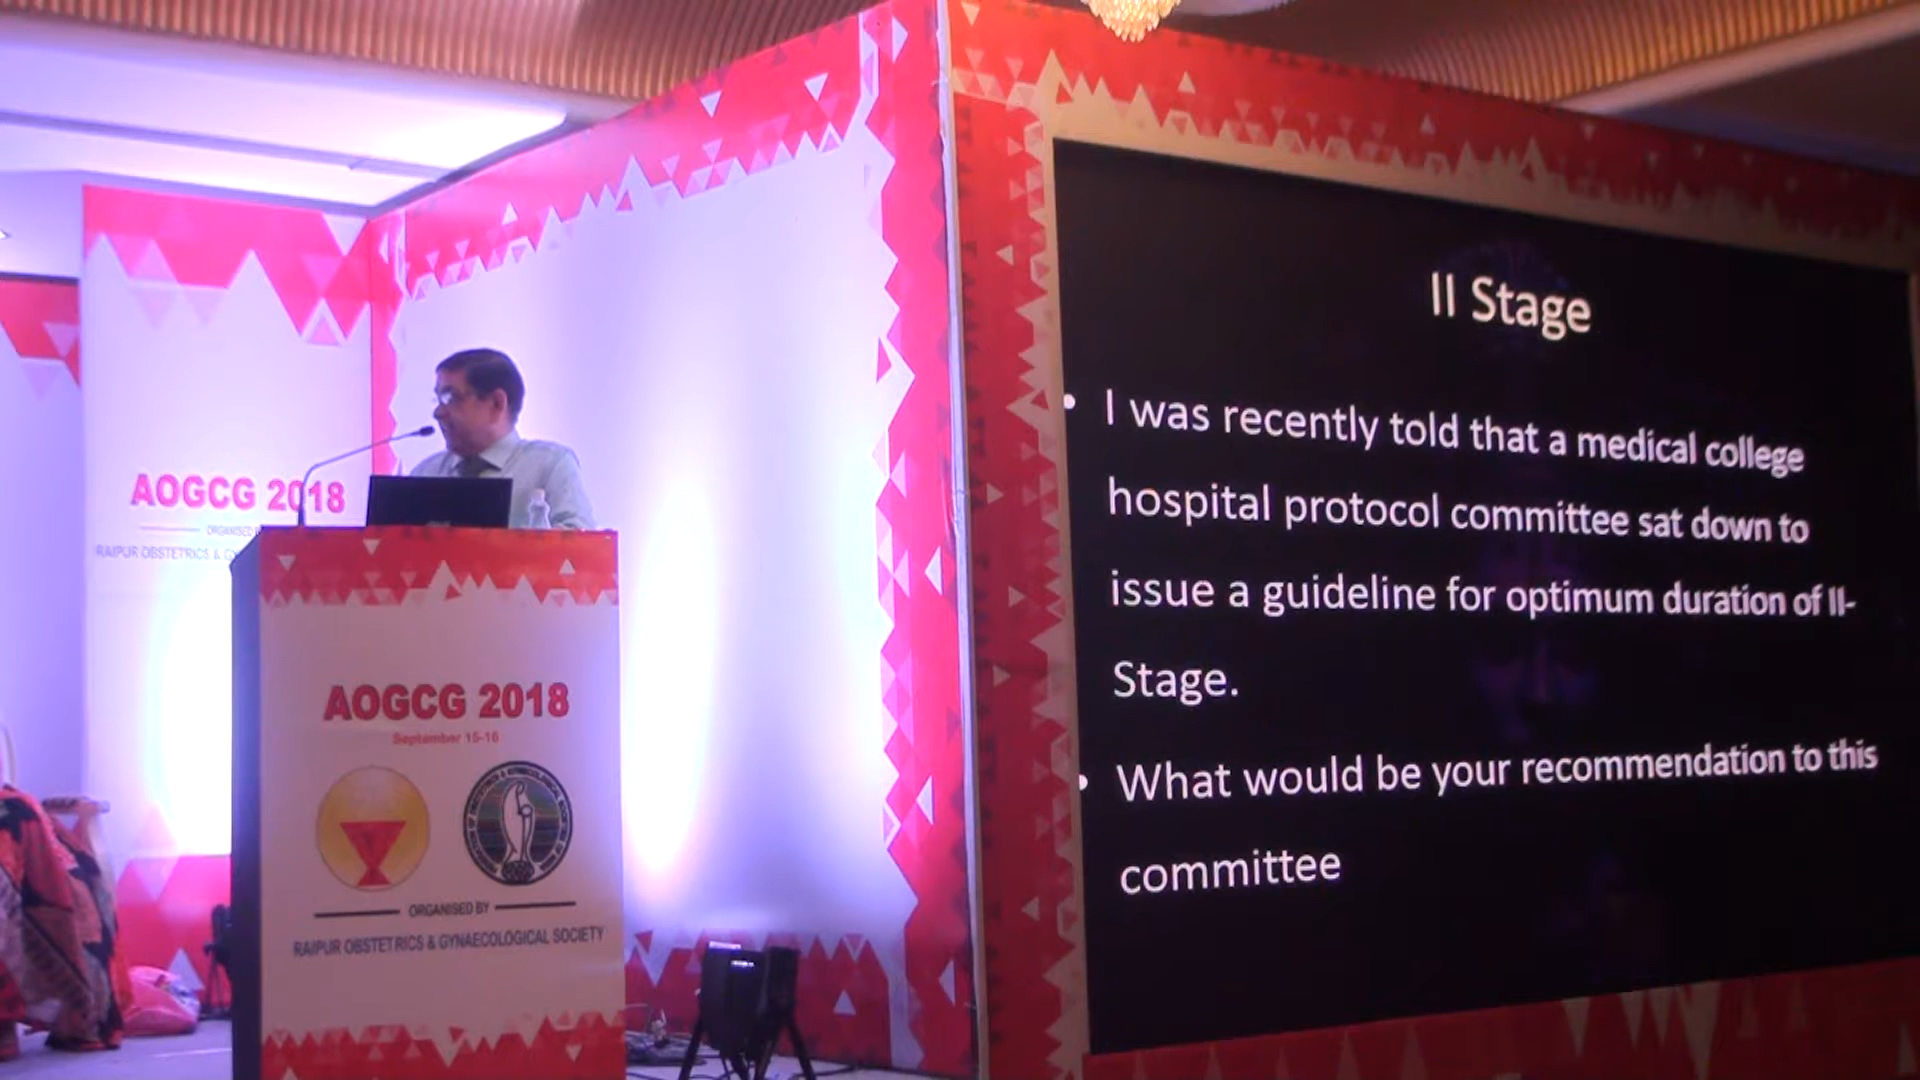 AOGCG 2018
ORGANISED
RAIPUR OBSTETRICS &
AOGCG 2018
September 15-16
ORGANISED BY
RAIPUR OBSTETRICS & GYNAECOLOGICAL SOCIETY
II Stage
• I was recently told that a medical college
hospital protocol committee sat down to
issue a guideline for optimum duration of II-
Stage.
• What would be your recommendation to this
committee